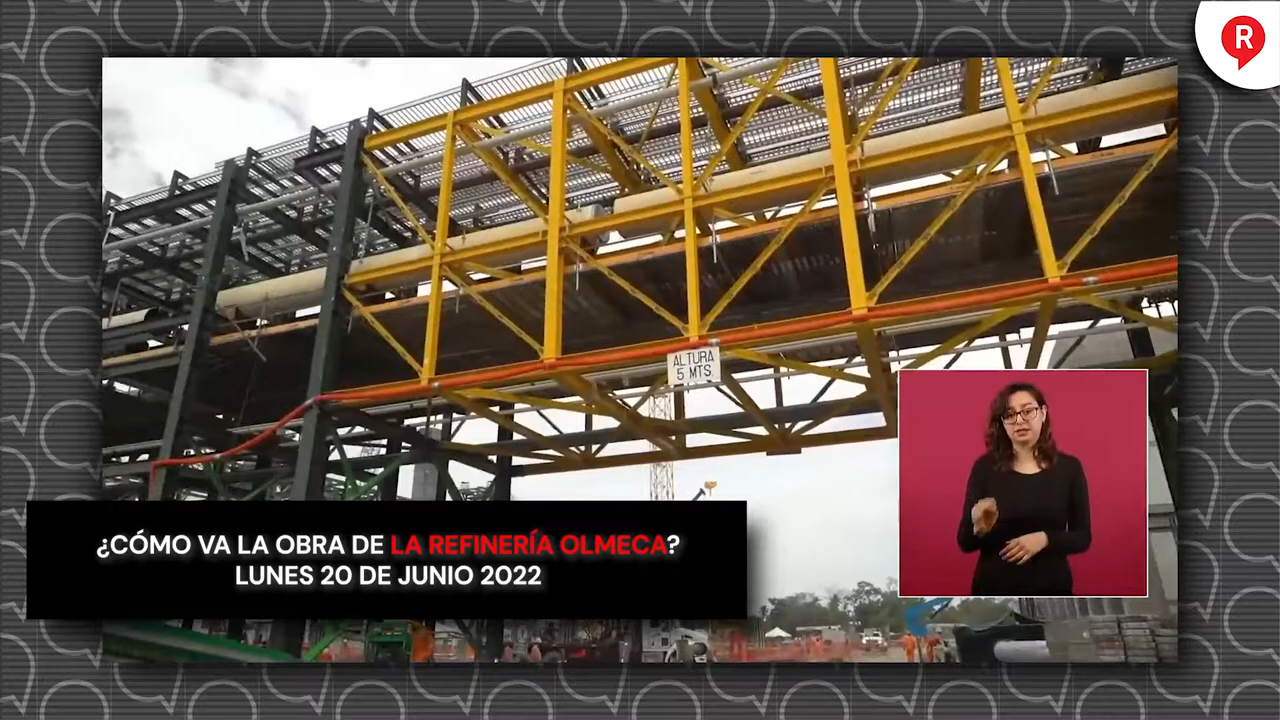 R
ALTURA
5 MTS.
¿CÓMO VA LA OBRA DE LA REFINERÍA OLMECA?
LUNES 20 DE JUNIO 2022